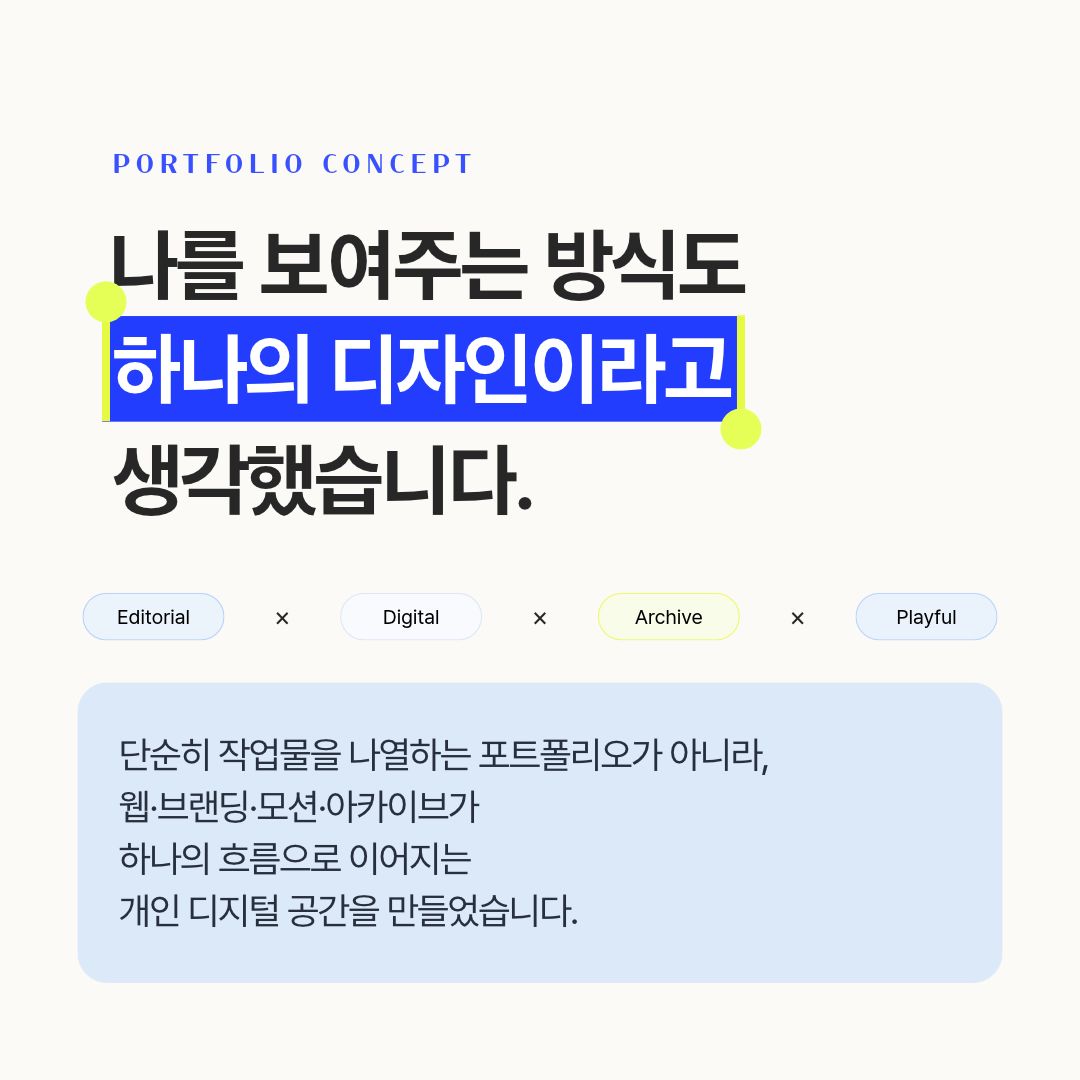 PORTFOLIO CONCEPT
나를 보여주는 방식도
하나의 디자인이라고
생각했습니다.
Editorial × Digital × Archive × Playful
단순히 작업물을 나열하는 포트폴리오가 아니라,
웹·브랜딩·모션·아카이브가
하나의 흐름으로 이어지는
개인 디지털 공간을 만들었습니다.